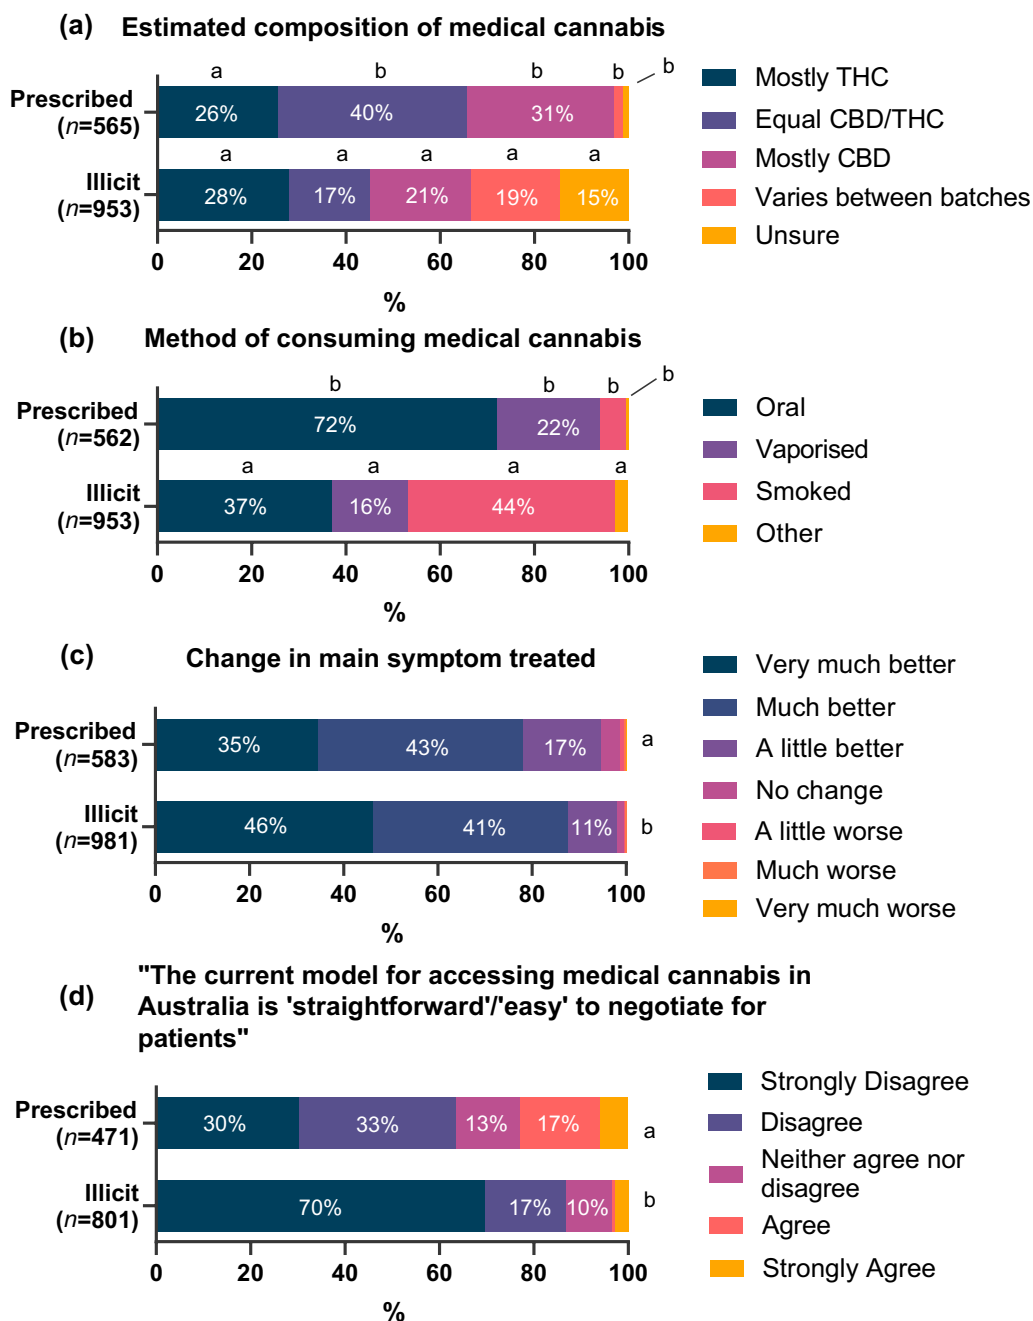 (a) Estimated composition of medical cannabis
a b b b b
Prescribed
(n=565)
26% 40% 31%
a a a a a
Illicit
(n=953)
28% 17% 21% 19% 15%
0 20 40 60 80 100
%
Mostly THC
Equal CBD/THC
Mostly CBD
Varies between batches
Unsure
(b) Method of consuming medical cannabis
b b b b
Prescribed
(n=562)
72% 22%
a a a a
Illicit
(n=953)
37% 16% 44%
0 20 40 60 80 100
%
Oral
Vaporised
Smoked
Other
(c) Change in main symptom treated
Prescribed
(n=583)
35% 43% 17% a
Illicit
(n=981)
46% 41% 11% b
0 20 40 60 80 100
%
Very much better
Much better
A little better
No change
A little worse
Much worse
Very much worse
(d)
"The current model for accessing medical cannabis in
Australia is 'straightforward'/'easy' to negotiate for
patients"
Prescribed
(n=471)
30% 33% 13% 17% a
Illicit
(n=801)
70% 17% 10% b
0 20 40 60 80 100
%
Strongly Disagree
Disagree
Neither agree nor
disagree
Agree
Strongly Agree